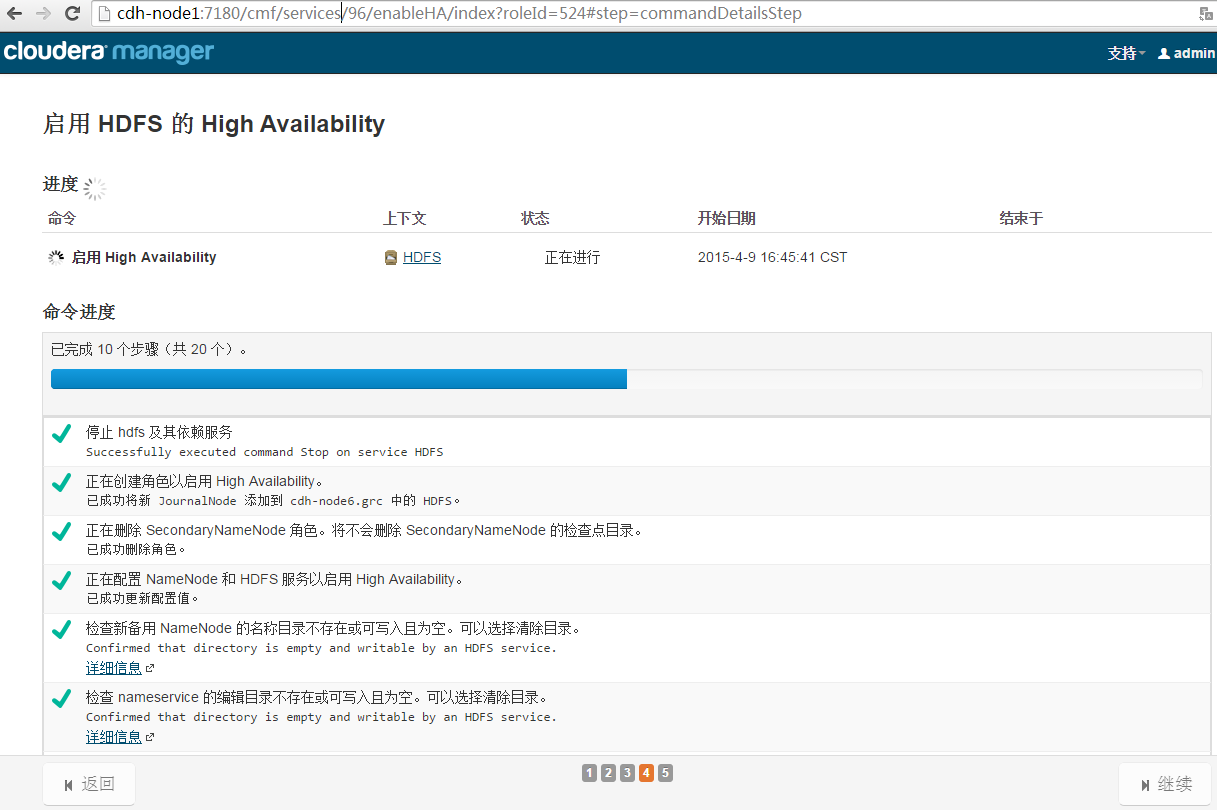 cdh-node1:7180/cmf/services/96/enableHA/index?roleId=524#step=commandDetailsStep
cloudera manager 支持 admin
启用 HDFS 的 High Availability
进度
命令 上下文 状态 开始日期 结束于
启用 High Availability HDFS 正在进行 2015-4-9 16:45:41 CST
命令进度
已完成 10 个步骤（共 20 个）。
停止 hdfs 及其依赖服务
Successfully executed command Stop on service HDFS
正在创建角色以启用 High Availability。
已成功将新 JournalNode 添加到 cdh-node6.grc 中的 HDFS。
正在删除 SecondaryNameNode 角色。将不会删除 SecondaryNameNode 的检查点目录。
已成功删除角色。
正在配置 NameNode 和 HDFS 服务以启用 High Availability。
已成功更新配置值。
检查新备用 NameNode 的名称目录不存在或可写入且为空。可以选择清除目录。
Confirmed that directory is empty and writable by an HDFS service.
详细信息
检查 nameservice 的编辑目录不存在或可写入且为空。可以选择清除目录。
Confirmed that directory is empty and writable by an HDFS service.
详细信息
返回 1 2 3 4 5 继续